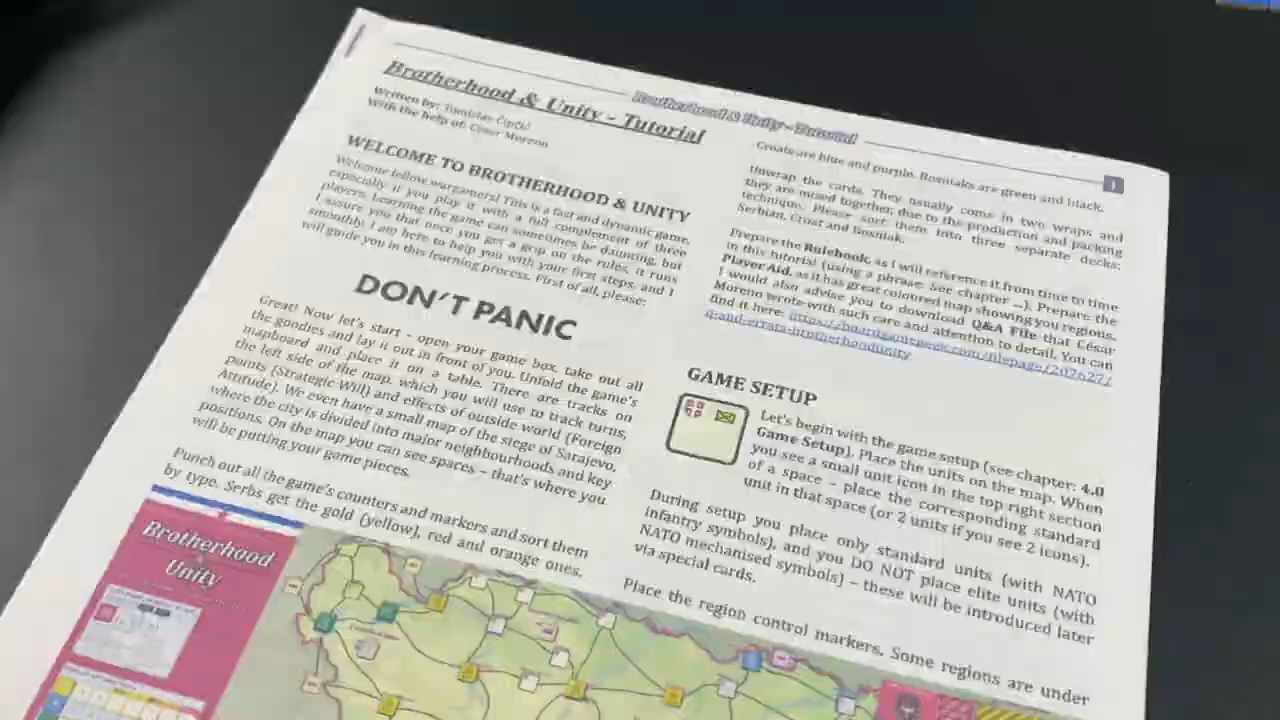 Brotherhood & Unity - Tutorial
1
Brotherhood & Unity - Tutorial
Written by: Tomislav Čipčić
With the help of: César Moreno
WELCOME TO BROTHERHOOD & UNITY
Welcome fellow wargamers! This is a fast and dynamic game,
especially if you play it with a full complement of three
players. Learning the game can sometimes be daunting, but
I assure you that once you get a grip on the rules, it runs
smoothly. I am here to help you with your first steps, and I
will guide you in this learning process. First of all, please:
DON'T PANIC
Great! Now let's start - open your game box, take out all
the goodies and lay it out in front of you. Unfold the game's
mapboard and place it on a table. There are tracks on
the left side of the map, which you will use to track turns,
points (Strategic Will) and effects of outside world (Foreign
Attitude). We even have a small map of the siege of Sarajevo,
where the city is divided into major neighbourhoods and key
positions. On the map you can see spaces – that's where you
will be putting your game pieces.
Punch out all the game's counters and markers and sort them
by type. Serbs get the gold (yellow), red and orange ones.
Brotherhood
Unity
Croats are blue and purple. Bosniaks are green and black.
Unwrap the cards. They usually come in two wraps and
they are mixed together, due to the production and packing
technique. Please sort them into three separate decks:
Serbian, Croat and Bosniak.
Prepare the Rulebook, as I will reference it from time to time
in this tutorial (using a phrase: See chapter ...). Prepare the
Player Aid, as it has great coloured map showing you regions.
I would also advise you to download Q&A File that César
Moreno wrote with such care and attention to detail. You can
find it here: https://boardgamegeek.com/filepage/207627/
q-and-errata-brotherhoodunity
GAME SETUP
Let's begin with the game setup (see chapter: 4.0
Game Setup). Place the units on the map. When
you see a small unit icon in the top right section
of a space – place the corresponding standard
unit in that space (or 2 units if you see 2 icons).
During setup you place only standard units (with NATO
infantry symbols), and you DO NOT place elite units (with
NATO mechanised symbols) – these will be introduced later
via special cards.
Place the region control markers. Some regions are under